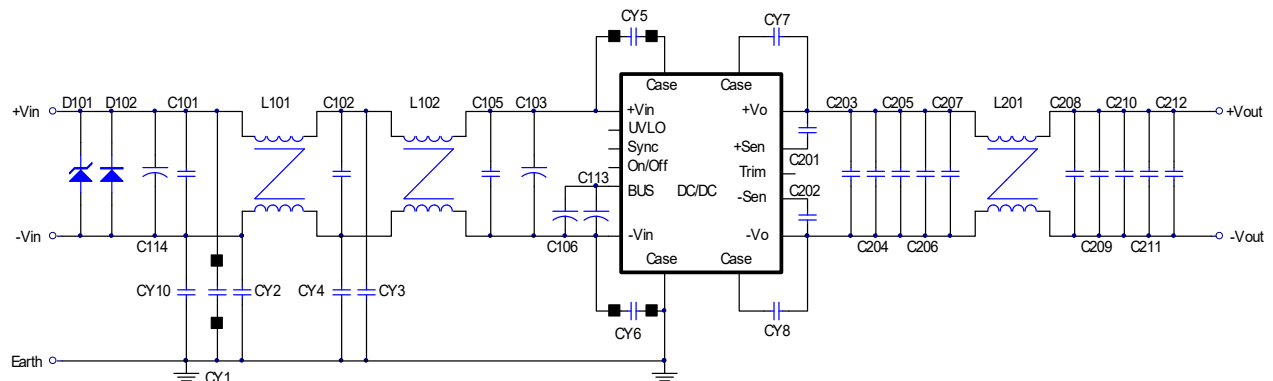 CY5
CY7
Case Case
D101 D102 C101 L101 C102 L102 C105 C103
+Vin
+Vin
+Vo
C203 C205 C207 L201 C208 C210 C212
+Vout
UVLO
Sync
+Sen
C201
On/Off
Trim
C113
BUS
DC/DC
-Sen
C202
-Vin
C114
C106
-Vin
-Vo
C204 C206
C209 C211
-Vout
Case Case
CY10
CY2
CY4
CY3
CY6
CY8
Earth
CY1